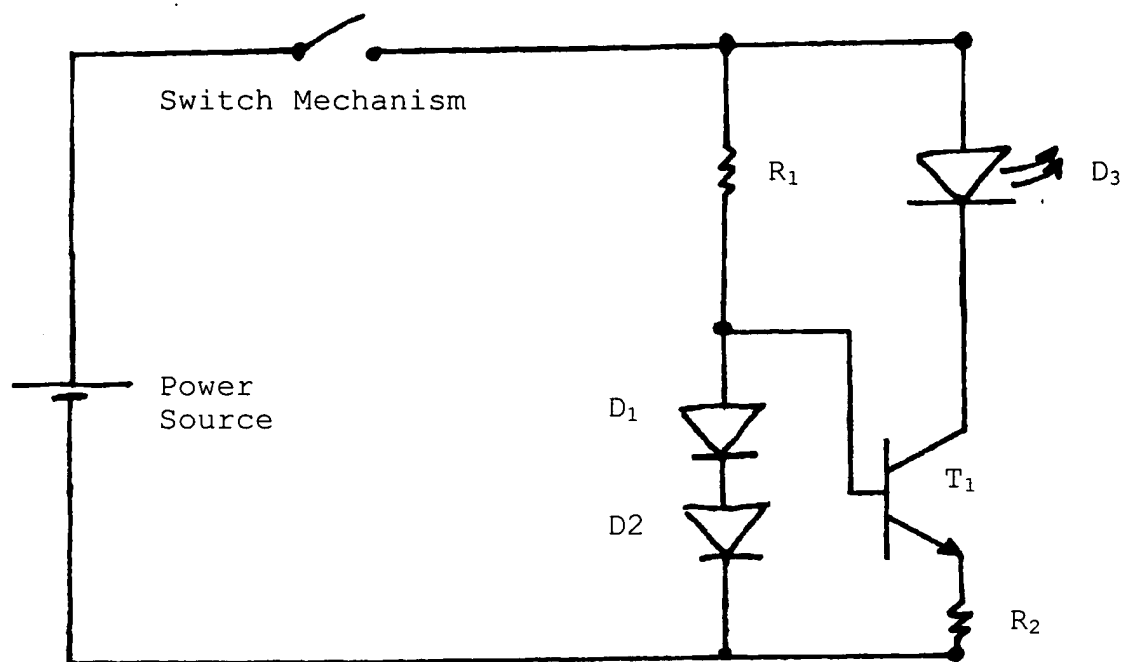 Switch Mechanism
R₁
D₃
Power
Source
D₁
T₁
D2
R₂